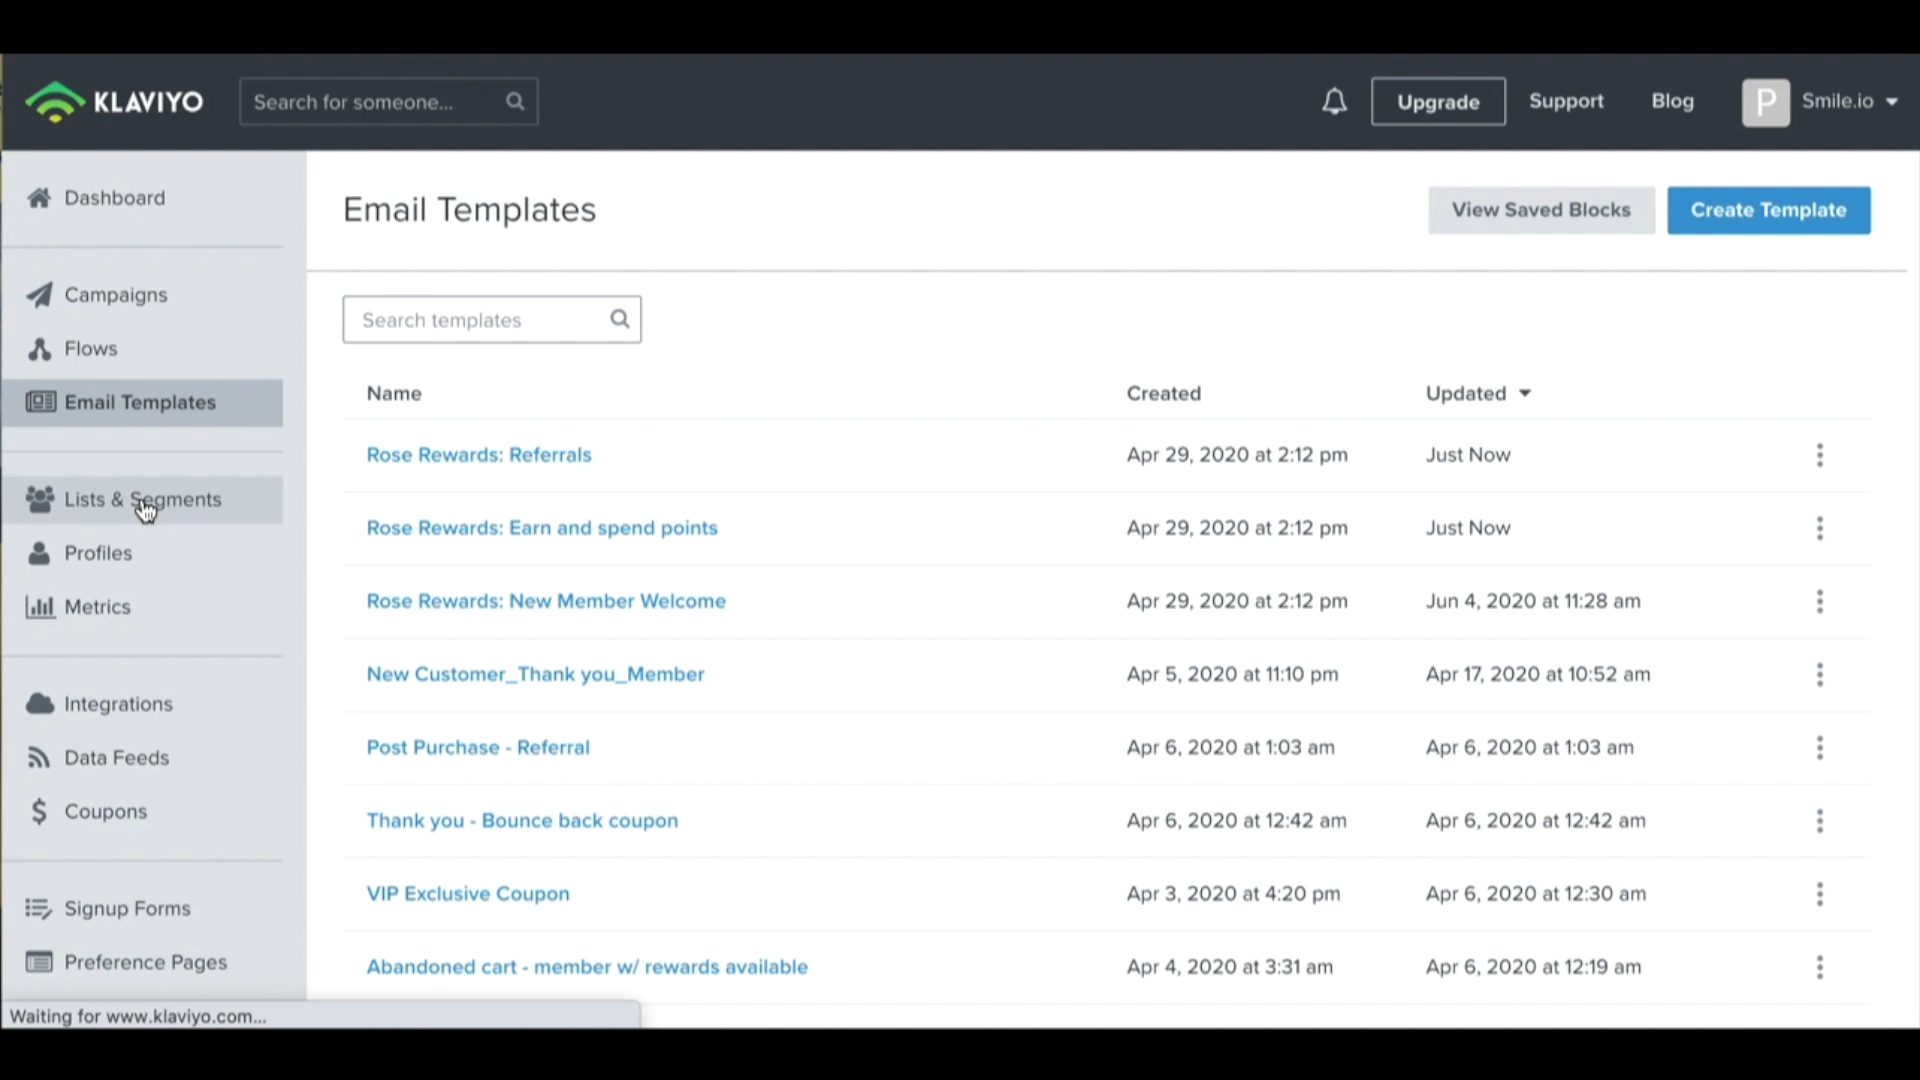 KLAVIYO
Search for someone...
Upgrade
Support
Blog
P
Smile.io
Dashboard
Campaigns
Flows
Email Templates
Lists & Segments
Profiles
Metrics
Integrations
Data Feeds
Coupons
Signup Forms
Preference Pages
Email Templates
View Saved Blocks
Create Template
Search templates
Name Created Updated
Rose Rewards: Referrals Apr 29, 2020 at 2:12 pm Just Now
Rose Rewards: Earn and spend points Apr 29, 2020 at 2:12 pm Just Now
Rose Rewards: New Member Welcome Apr 29, 2020 at 2:12 pm Jun 4, 2020 at 11:28 am
New Customer_Thank you_Member Apr 5, 2020 at 11:10 pm Apr 17, 2020 at 10:52 am
Post Purchase - Referral Apr 6, 2020 at 1:03 am Apr 6, 2020 at 1:03 am
Thank you - Bounce back coupon Apr 6, 2020 at 12:42 am Apr 6, 2020 at 12:42 am
VIP Exclusive Coupon Apr 3, 2020 at 4:20 pm Apr 6, 2020 at 12:30 am
Abandoned cart - member w/ rewards available Apr 4, 2020 at 3:31 am Apr 6, 2020 at 12:19 am
Waiting for www.klaviyo.com...